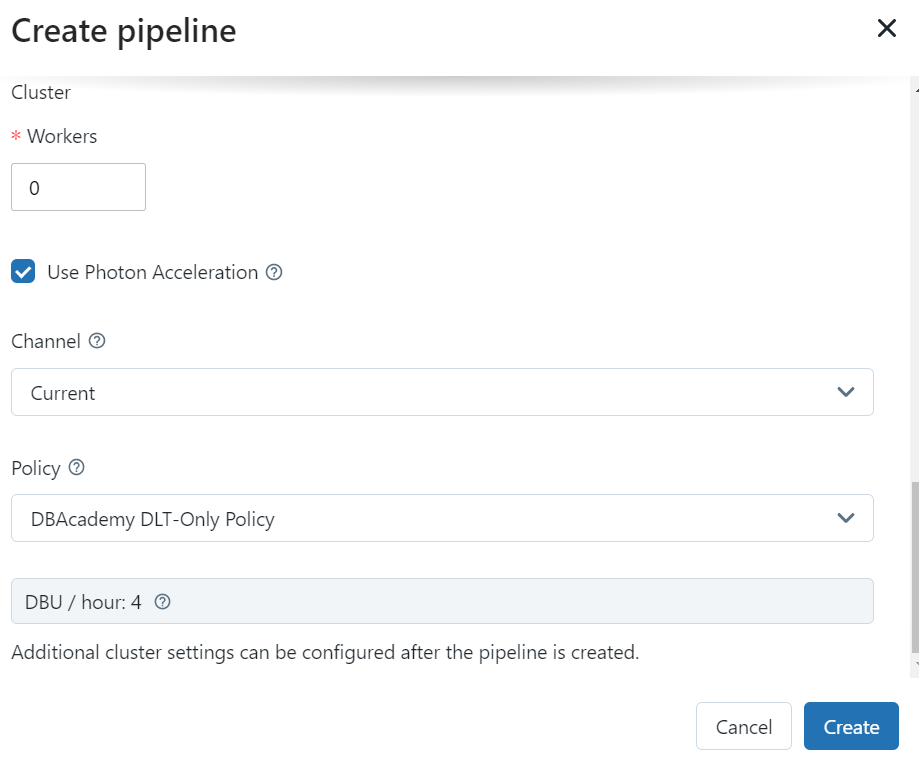 Create pipeline
Cluster
* Workers
0
Use Photon Acceleration
Channel
Current
Policy
DBAcademy DLT-Only Policy
DBU / hour: 4
Additional cluster settings can be configured after the pipeline is created.
Cancel Create